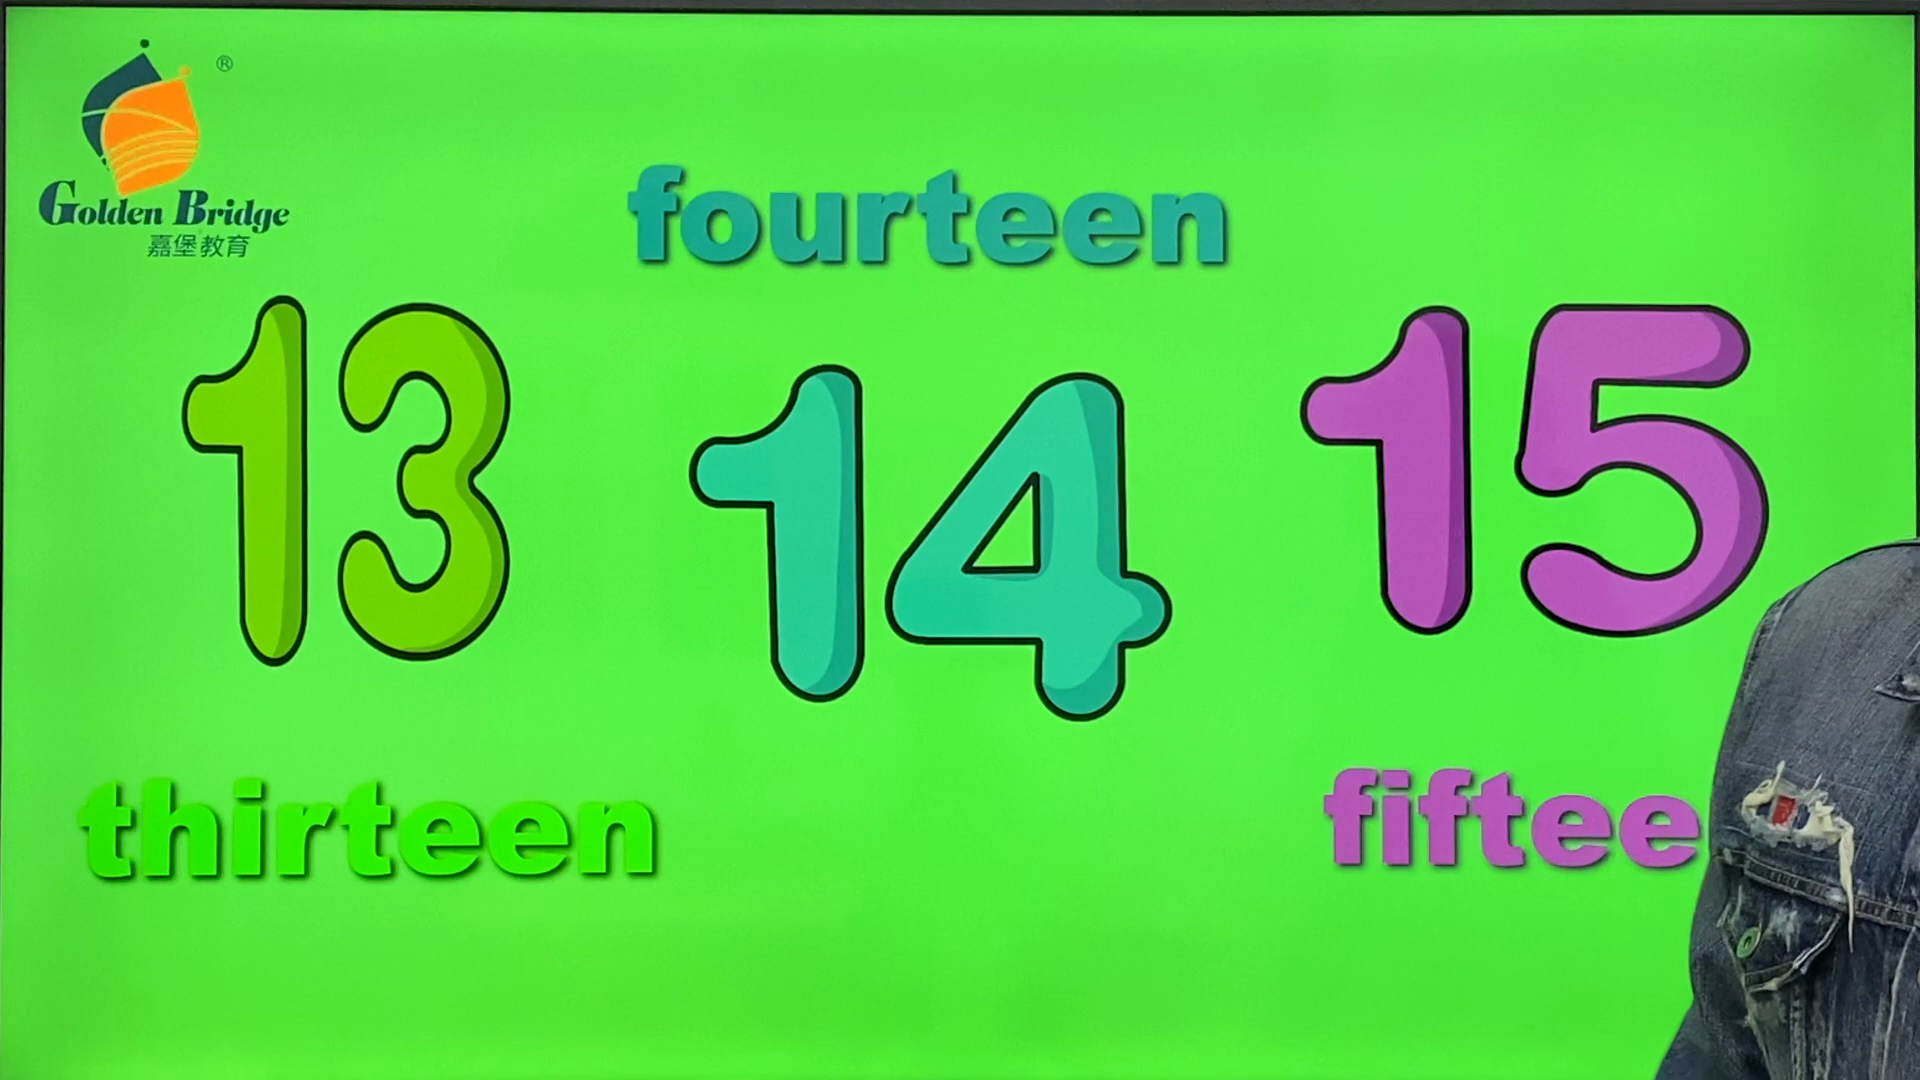 ®
Golden Bridge
嘉堡教育
fourteen
13
14
15
thirteen
fiftee